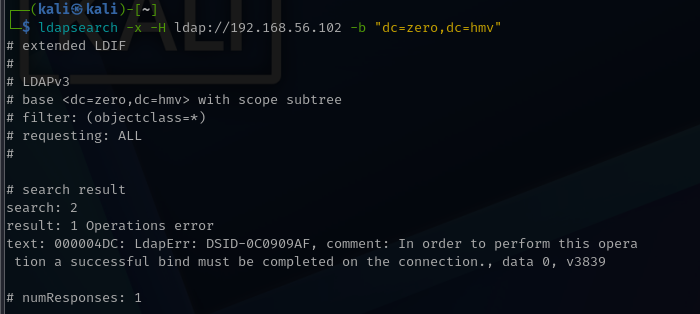 ┌──(kali㉿kali)-[~]
└─$ ldapsearch -x -H ldap://192.168.56.102 -b "dc=zero,dc=hmv"
# extended LDIF
#
# LDAPv3
# base <dc=zero,dc=hmv> with scope subtree
# filter: (objectclass=*)
# requesting: ALL
#

# search result
search: 2
result: 1 Operations error
text: 000004DC: LdapErr: DSID-0C0909AF, comment: In order to perform this opera
 tion a successful bind must be completed on the connection., data 0, v3839

# numResponses: 1